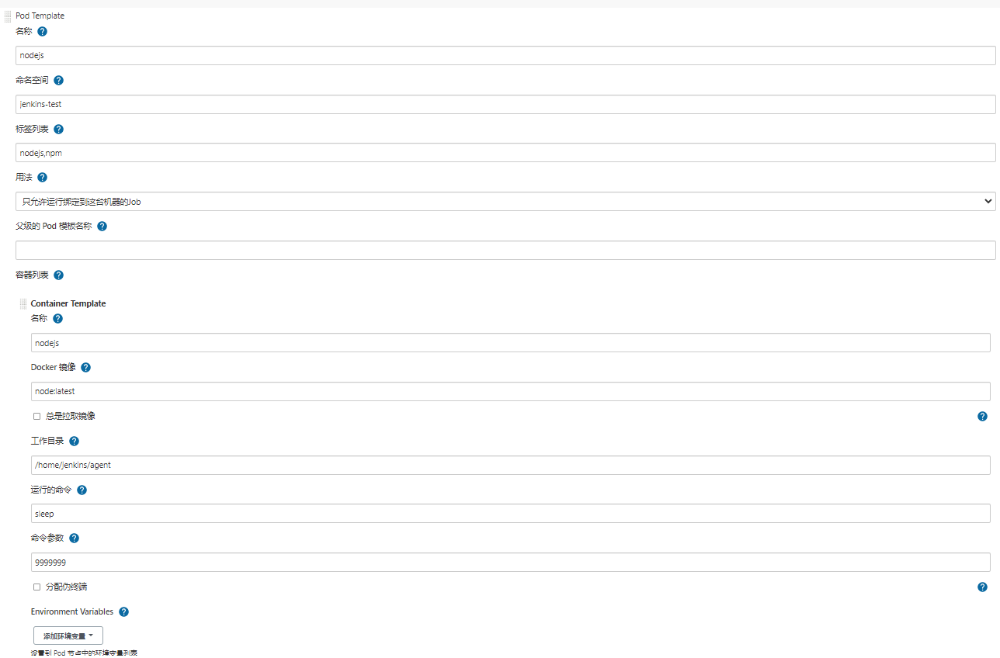 Pod Template
名称 ?
nodejs
命名空间 ?
jenkins-test
标签列表 ?
nodejs,npm
用法 ?
只允许运行绑定到这台机器的Job
父级的 Pod 模板名称 ?
容器列表 ?
Container Template
名称 ?
nodejs
Docker 镜像 ?
node:latest
总是拉取镜像 ?
工作目录 ?
/home/jenkins/agent
运行的命令 ?
sleep
命令参数 ?
9999999
分配伪终端 ?
Environment Variables ?
添加环境变量
设置到 Pod 节点中的环境变量列表